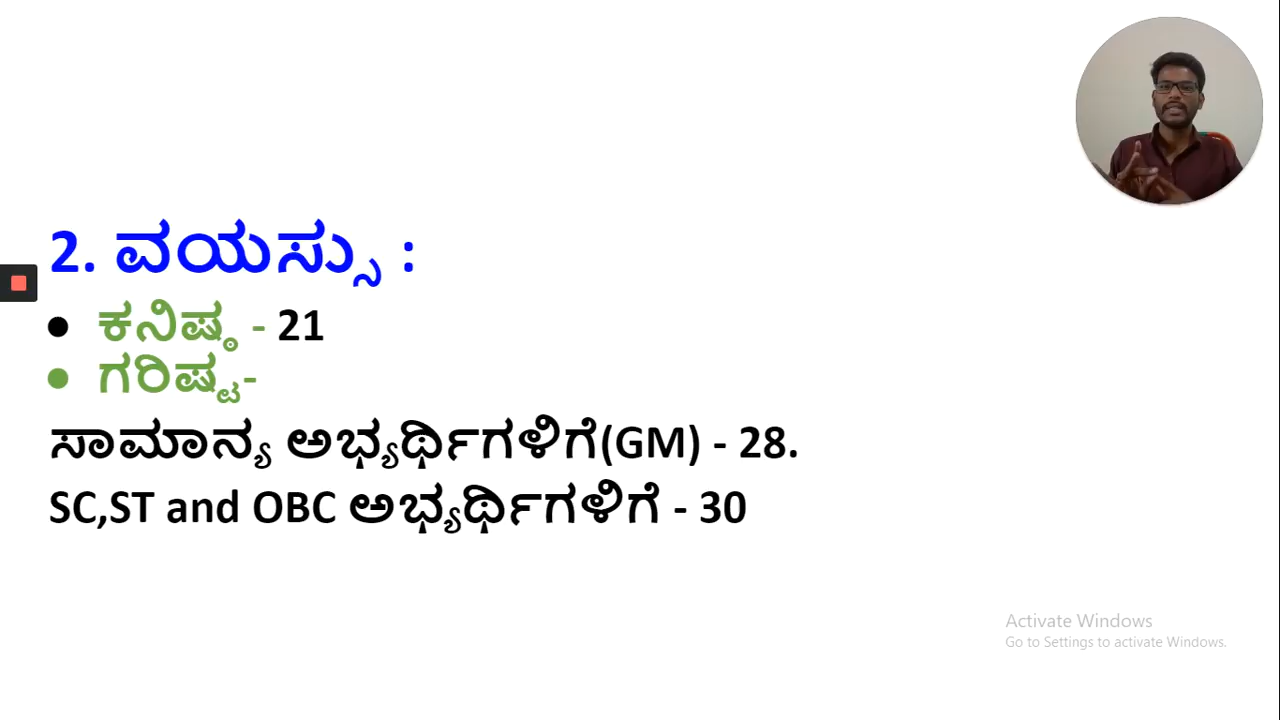 2. ವಯಸ್ಸು :
● ಕನಿಷ್ಠ - 21
● ಗರಿಷ್ಟ-
ಸಾಮಾನ್ಯ ಅಭ್ಯರ್ಥಿಗಳಿಗೆ(GM) - 28.
SC,ST and OBC ಅಭ್ಯರ್ಥಿಗಳಿಗೆ - 30
Activate Windows
Go to Settings to activate Windows.